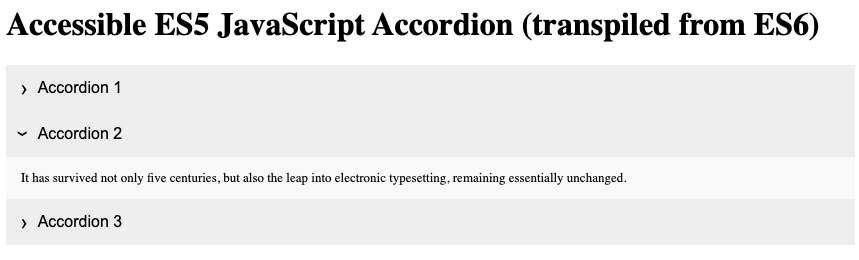 Accessible ES5 JavaScript Accordion (transpiled from ES6)
Accordion 1
Accordion 2
It has survived not only five centuries, but also the leap into electronic typesetting, remaining essentially unchanged.
Accordion 3